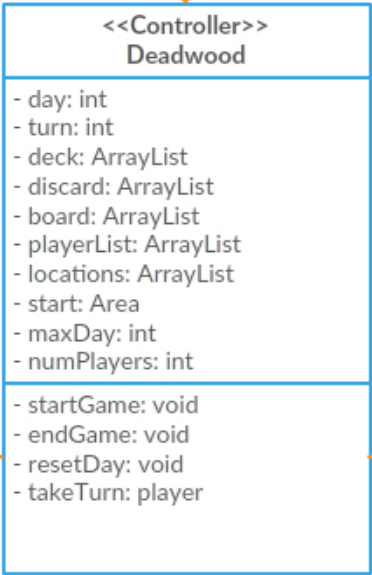 <<Controller>>
Deadwood
- day: int
- turn: int
- deck: ArrayList
- discard: ArrayList
- board: ArrayList
- playerList: ArrayList
- locations: ArrayList
- start: Area
- maxDay: int
- numPlayers: int
- startGame: void
- endGame: void
- resetDay: void
- takeTurn: player